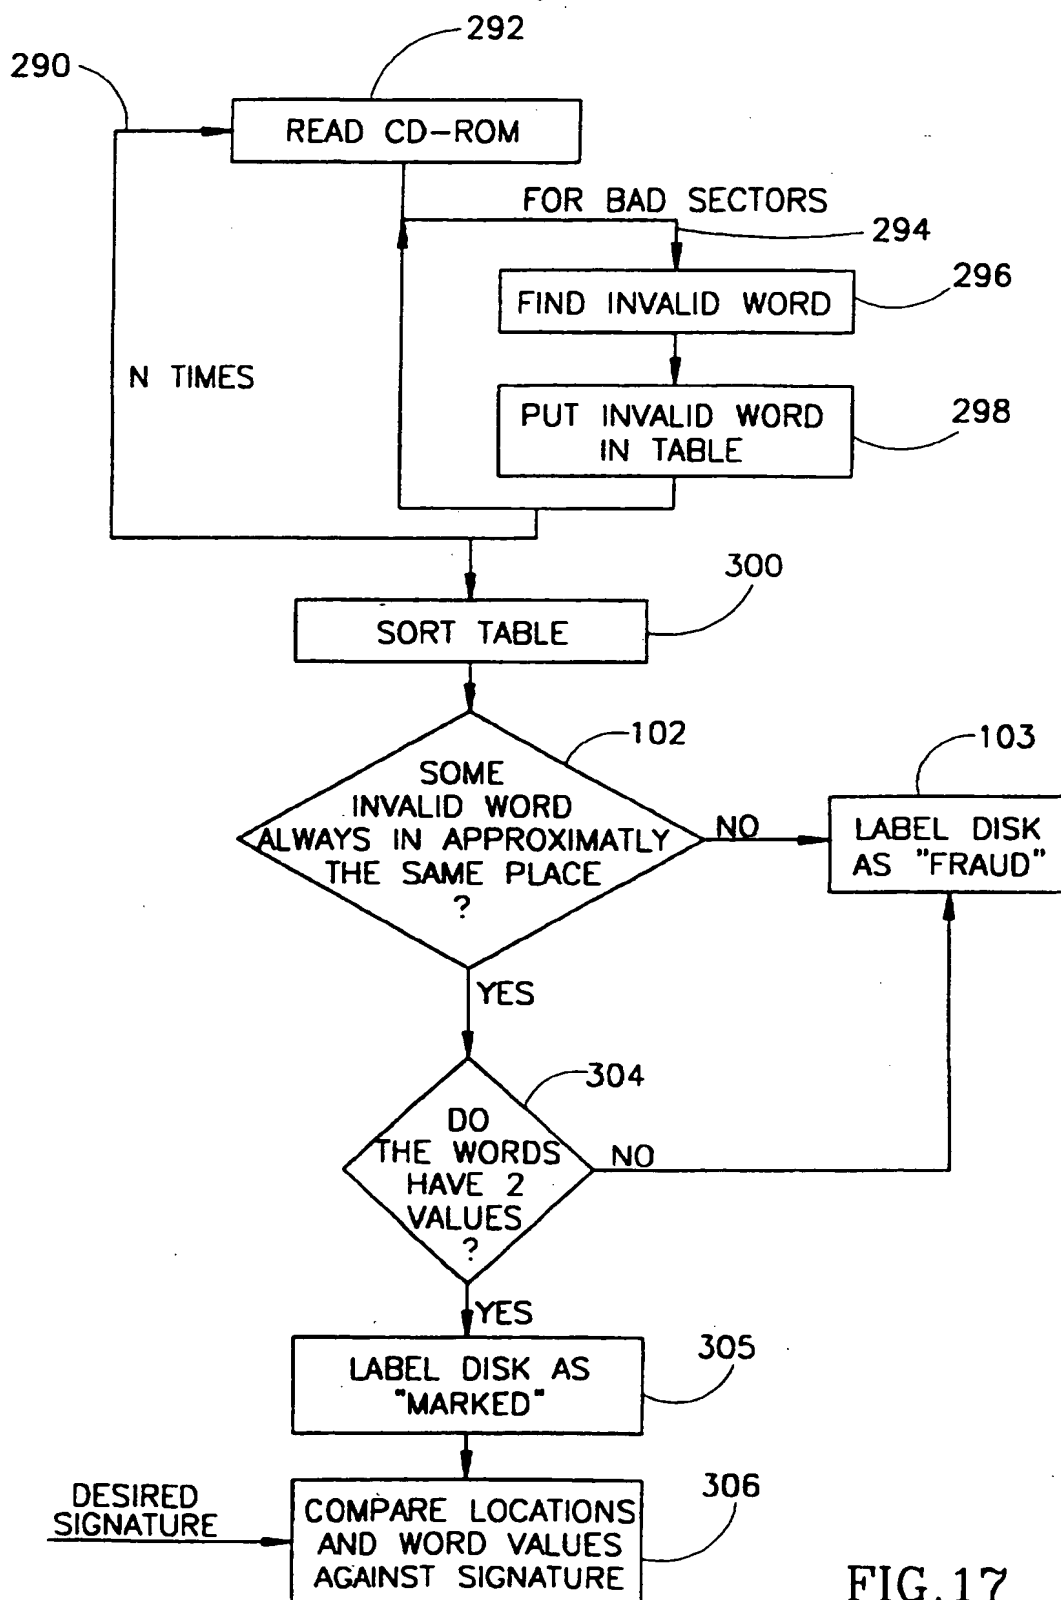 292
290
READ CD-ROM
FOR BAD SECTORS
294
296
FIND INVALID WORD
N TIMES
298
PUT INVALID WORD
IN TABLE
300
SORT TABLE
102
103
SOME
INVALID WORD
ALWAYS IN APPROXIMATLY
THE SAME PLACE
?
NO
LABEL DISK
AS "FRAUD"
YES
304
DO
THE WORDS
HAVE 2
VALUES
?
NO
YES
305
LABEL DISK AS
"MARKED"
306
DESIRED
SIGNATURE
COMPARE LOCATIONS
AND WORD VALUES
AGAINST SIGNATURE
FIG.17